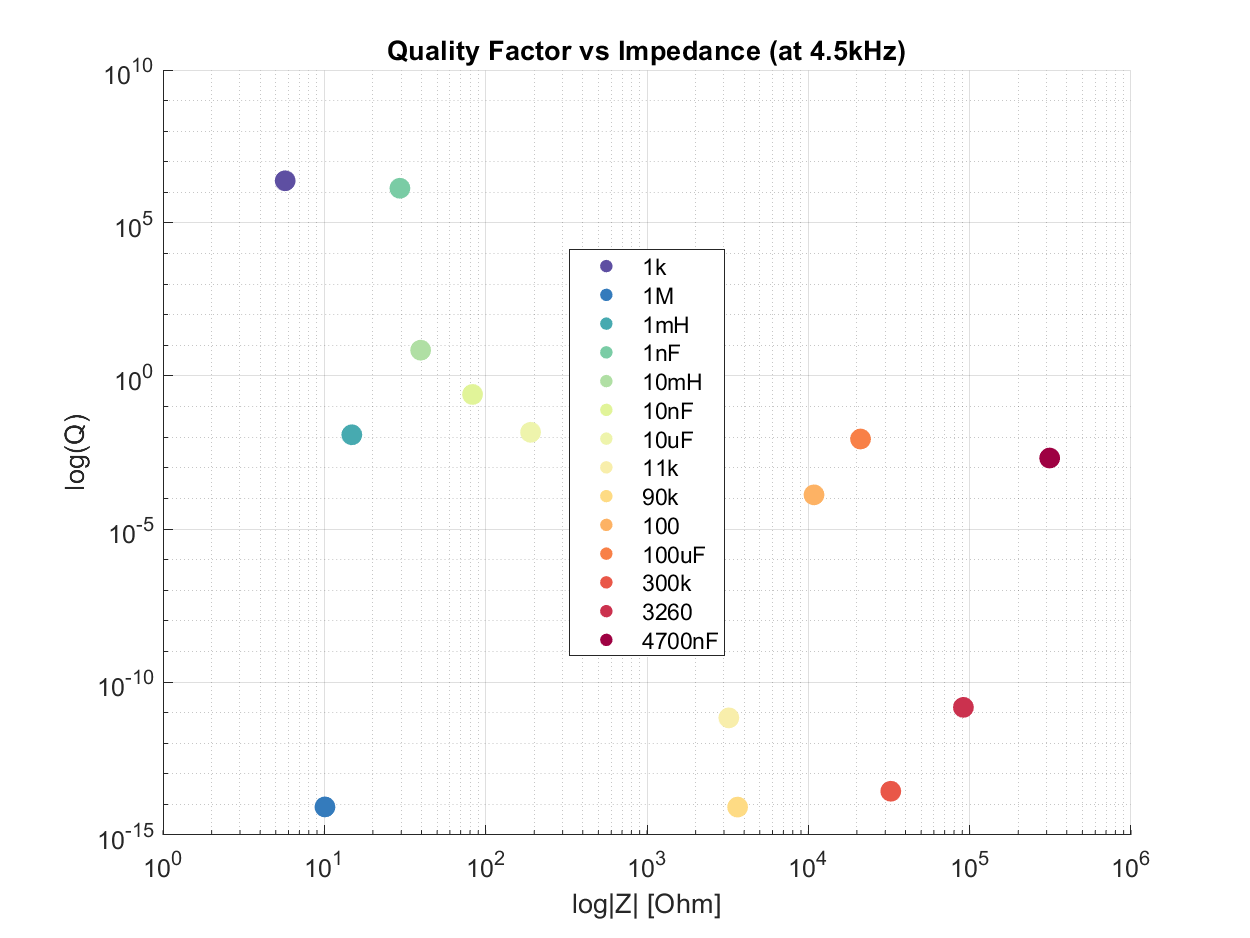 Quality Factor vs Impedance (at 4.5kHz)
10^10
10^5
10^0
10^-5
10^-10
10^-15
log(Q)
1k
1M
1mH
1nF
10mH
10nF
10uF
11k
90k
100
100uF
300k
3260
4700nF
10^0 10^1 10^2 10^3 10^4 10^5 10^6
log|Z| [Ohm]